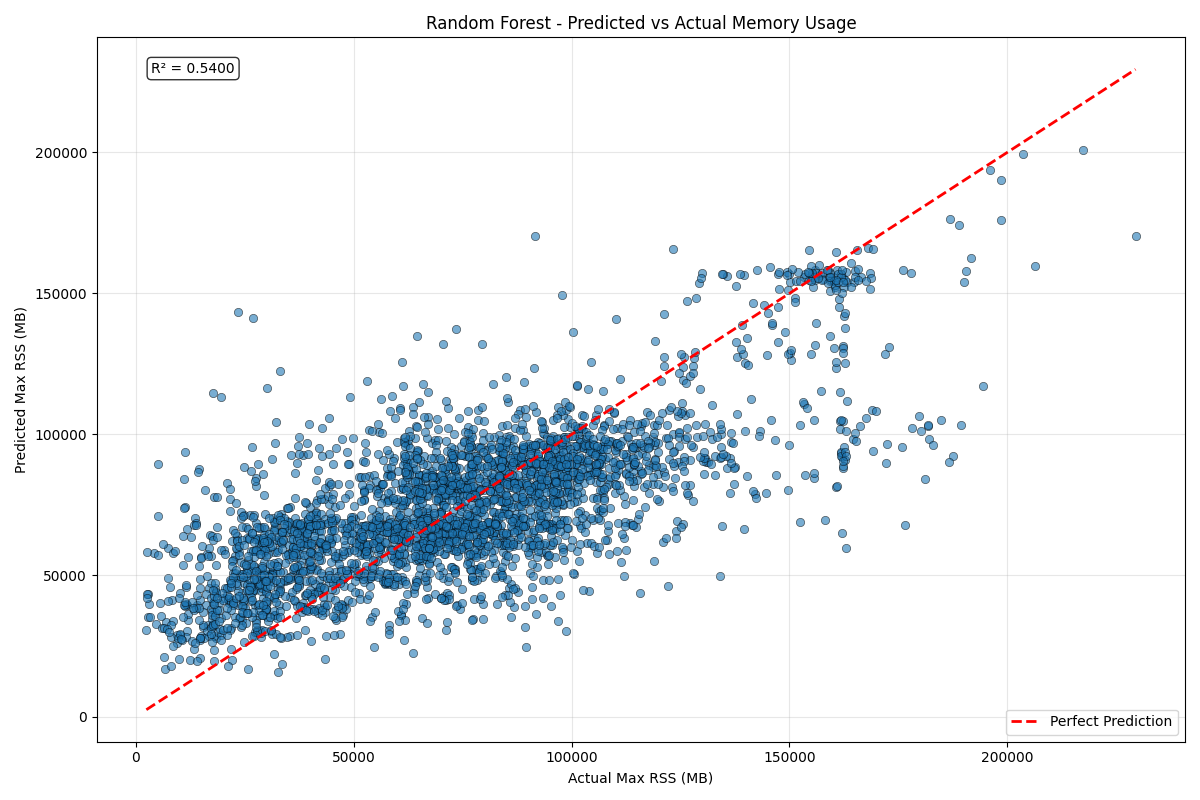 Random Forest - Predicted vs Actual Memory Usage
R² = 0.5400
Predicted Max RSS (MB)
200000
150000
100000
50000
0
0 50000 100000 150000 200000
Actual Max RSS (MB)
Perfect Prediction